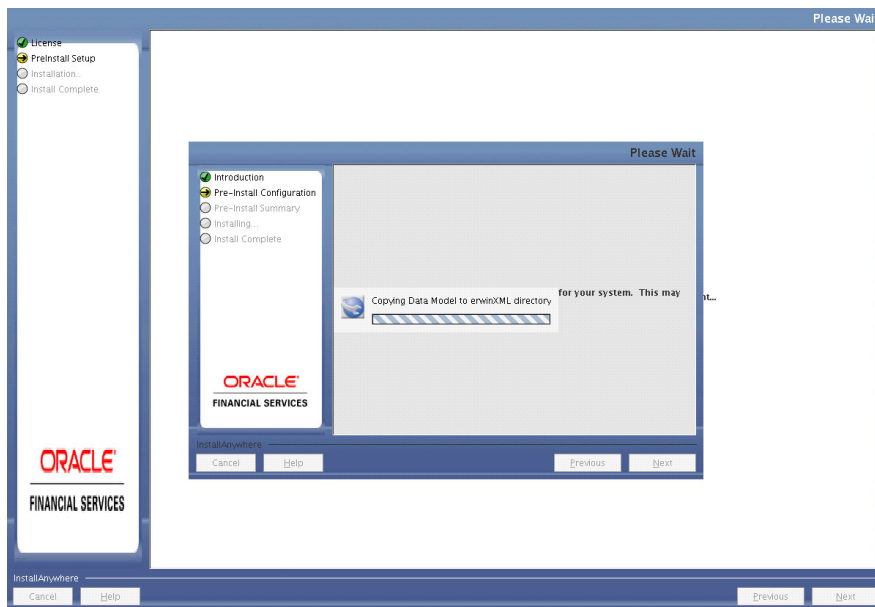 Please Wai
License
PreInstall Setup
Installation...
Install Complete
Please Wait
Introduction
Pre-Install Configuration
Pre-Install Summary
Installing...
Install Complete
for your system. This may
Copying Data Model to erwinXML directory
ORACLE
FINANCIAL SERVICES
InstallAnywhere
Cancel Help Previous Next
ORACLE
FINANCIAL SERVICES
InstallAnywhere
Cancel Help Previous Next